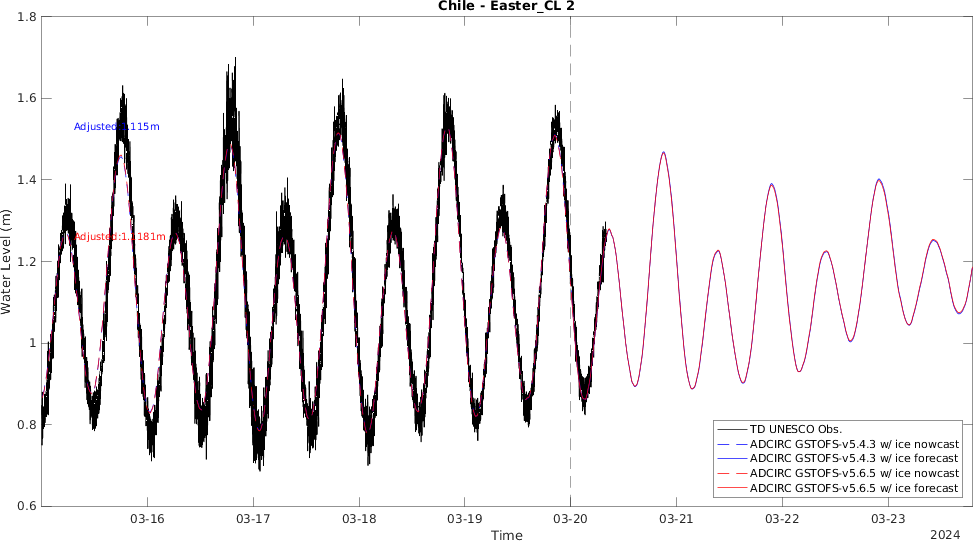 Chile - Easter_CL 2
1.8
1.6
1.4
1.2
1
0.8
0.6
Water Level (m)
Adjusted:
115m
Adjusted:1.
181m
03-16
03-17
03-18
03-19
03-20
03-21
03-22
03-23
Time
2024
TD UNESCO Obs.
ADCIRC GSTOFS-v5.4.3 w/ ice nowcast
ADCIRC GSTOFS-v5.4.3 w/ ice forecast
ADCIRC GSTOFS-v5.6.5 w/ ice nowcast
ADCIRC GSTOFS-v5.6.5 w/ ice forecast